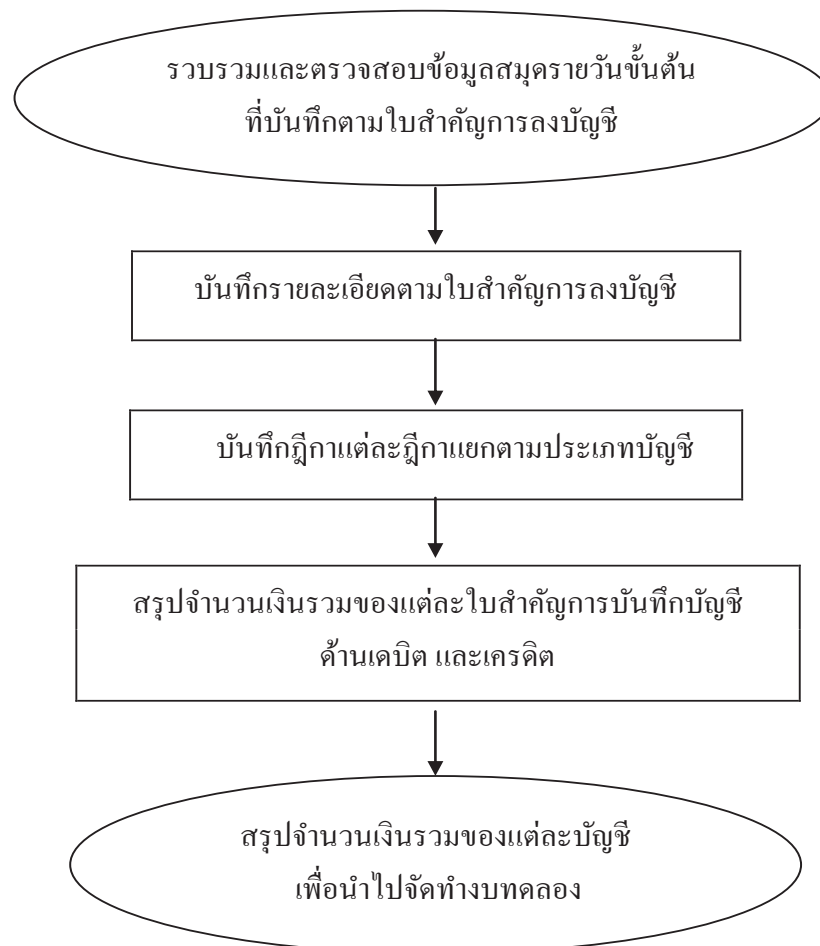 รวบรวมและตรวจสอบข้อมูลสมุดรายวันขั้นต้น
ที่บันทึกตามใบสำคัญการลงบัญชี
บันทึกรายละเอียดตามใบสำคัญการลงบัญชี
บันทึกฎีกาแต่ละฎีกาแยกตามประเภทบัญชี
สรุปจำนวนเงินรวมของแต่ละใบสำคัญการบันทึกบัญชี
ด้านเดบิต และเครดิต
สรุปจำนวนเงินรวมของแต่ละบัญชี
เพื่อนำไปจัดทำงบทดลอง